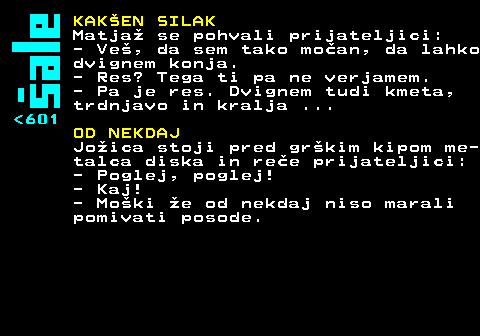 Šale
<601
KAKŠEN SILAK
Matjaž se pohvali prijateljici:
- Veš, da sem tako močan, da lahko
dvignem konja.
- Res? Tega ti pa ne verjamem.
- Pa je res. Dvignem tudi kmeta,
trdnjavo in kralja ...
OD NEKDAJ
Jožica stoji pred grškim kipom me-
talca diska in reče prijateljici:
- Poglej, poglej!
- Kaj!
- Moški že od nekdaj niso marali
pomivati posode.